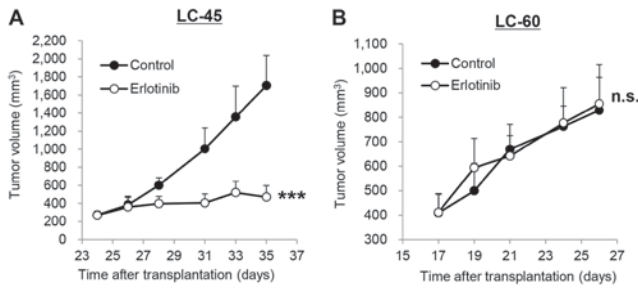 A
LC-45
2,200
2,000
1,800
1,600
1,400
1,200
1,000
800
600
400
200
0
Tumor volume (mm³)
Control
Erlotinib
***
23 25 27 29 31 33 35 37
Time after transplantation (days)
B
LC-60
1,100
1,000
900
800
700
600
500
400
300
Tumor volume (mm³)
Control
Erlotinib
n.s.
15 17 19 21 23 25 27
Time after transplantation (days)